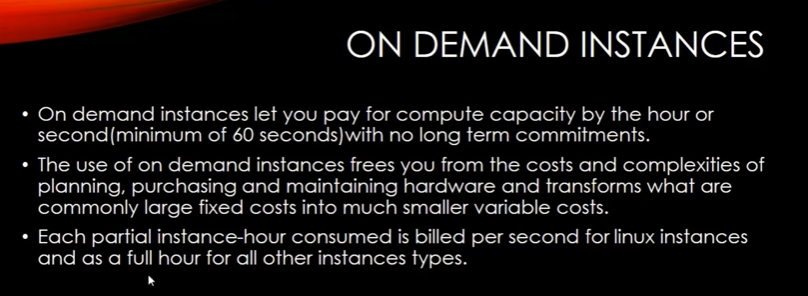 ON DEMAND INSTANCES
• On demand instances let you pay for compute capacity by the hour or
second(minimum of 60 seconds)with no long term commitments.
• The use of on demand instances frees you from the costs and complexities of
planning, purchasing and maintaining hardware and transforms what are
commonly large fixed costs into much smaller variable costs.
• Each partial instance-hour consumed is billed per second for linux instances
and as a full hour for all other instances types.